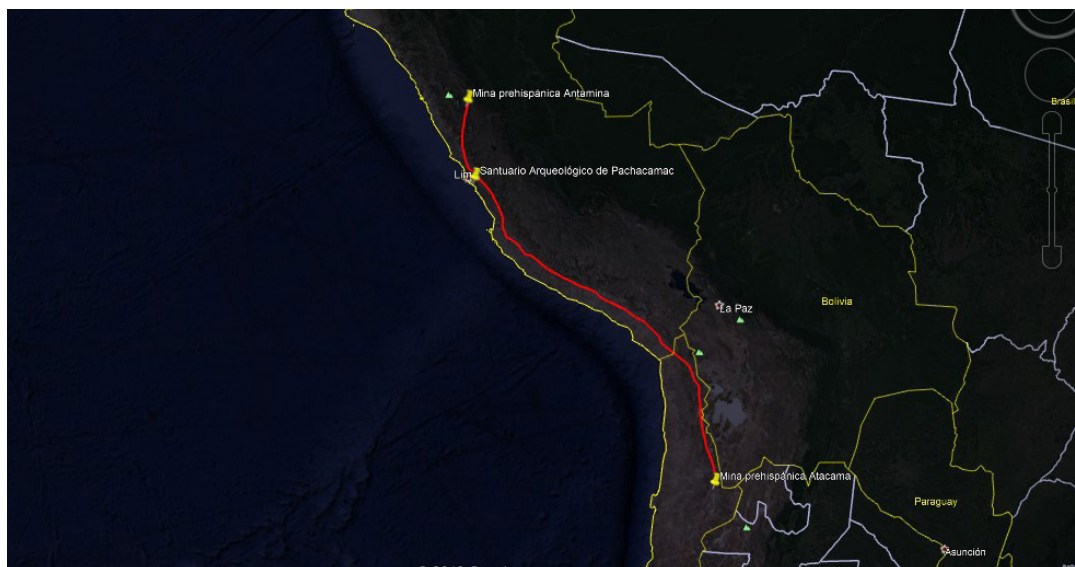 Mina prehispánica Antamina
Brasil
Santuario Arqueológico de Pachacamac
Lim
La Paz
Bolivia
Mina prehispánica Atacama
Paraguay
Asunción